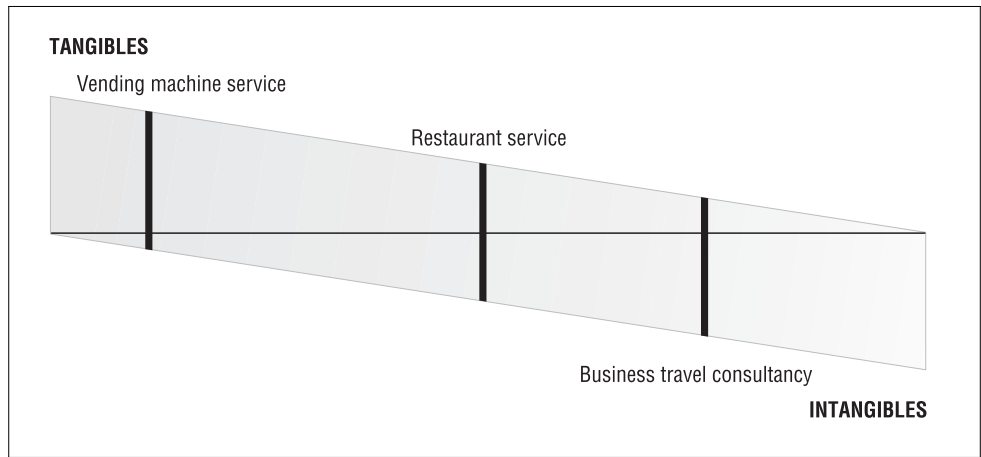 TANGIBLES
Vending machine service
Restaurant service
Business travel consultancy
INTANGIBLES